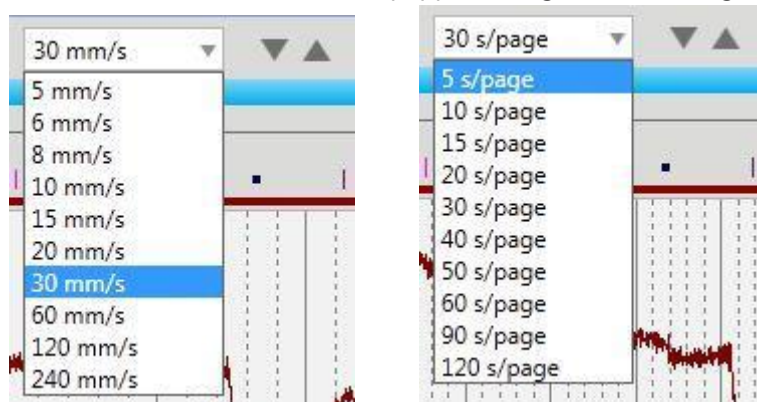 30 mm/s
5 mm/s
6 mm/s
8 mm/s
10 mm/s
15 mm/s
20 mm/s
30 mm/s
60 mm/s
120 mm/s
240 mm/s
30 s/page
5 s/page
10 s/page
15 s/page
20 s/page
30 s/page
40 s/page
50 s/page
60 s/page
90 s/page
120 s/page